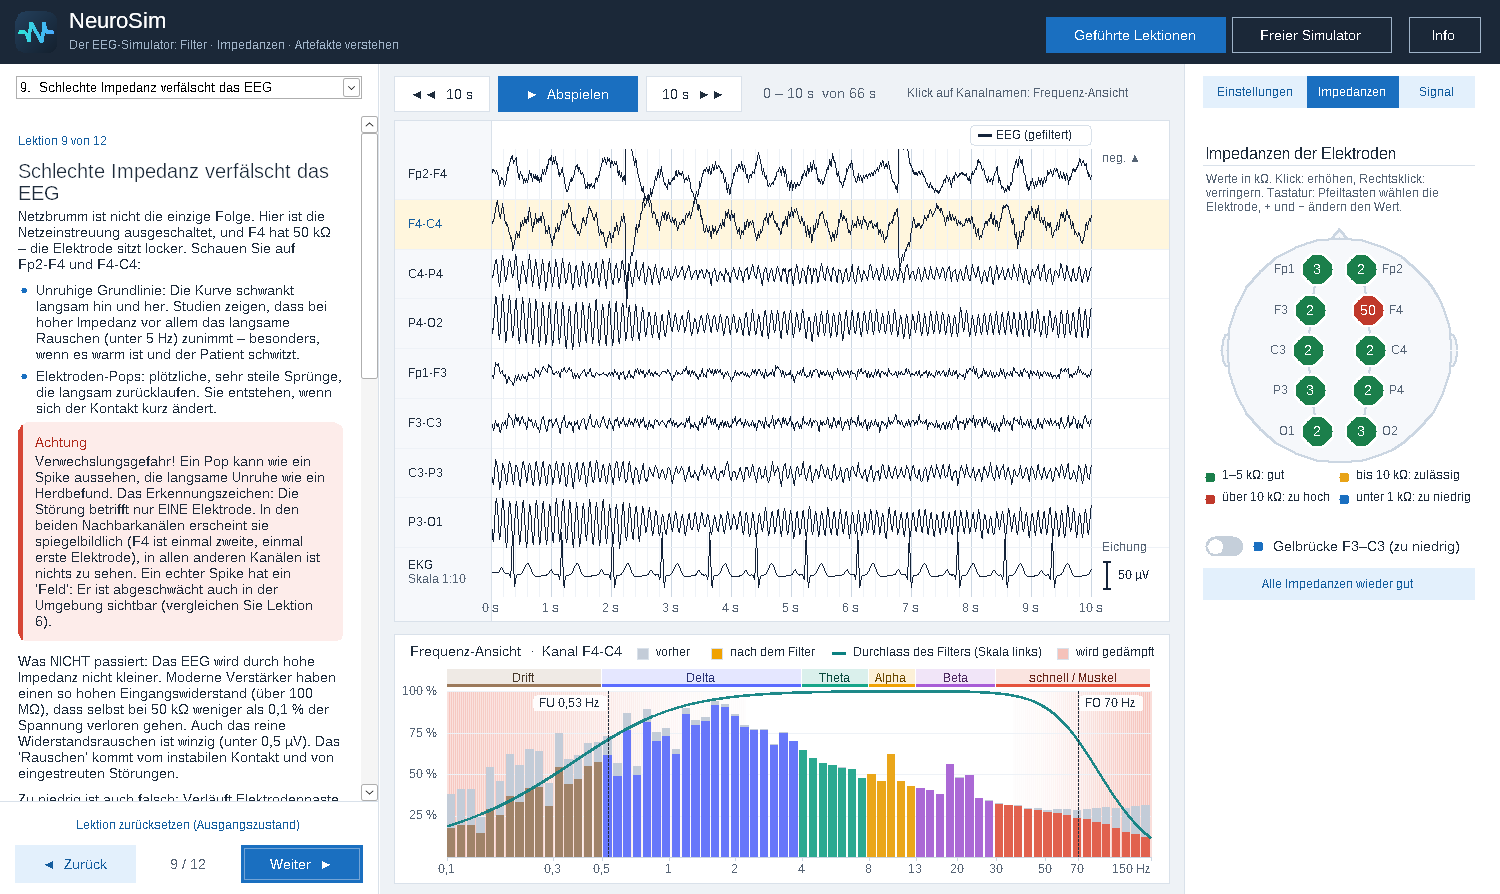 NeuroSim
Der EEG-Simulator: Filter · Impedanzen · Artefakte verstehen
Geführte Lektionen
Freier Simulator
Info
9. Schlechte Impedanz verfälscht das EEG
Lektion 9 von 12
Schlechte Impedanz verfälscht das
EEG
Netzbrumm ist nicht die einzige Folge. Hier ist die
Netzeinstreuung ausgeschaltet, und F4 hat 50 kΩ
– die Elektrode sitzt locker. Schauen Sie auf
Fp2-F4 und F4-C4:
• Unruhige Grundlinie: Die Kurve schwankt
langsam hin und her. Studien zeigen, dass bei
hoher Impedanz vor allem das langsame
Rauschen (unter 5 Hz) zunimmt – besonders,
wenn es warm ist und der Patient schwitzt.
• Elektroden-Pops: plötzliche, sehr steile Sprünge,
die langsam zurücklaufen. Sie entstehen, wenn
sich der Kontakt kurz ändert.
Achtung
Verwechslungsgefahr! Ein Pop kann wie ein
Spike aussehen, die langsame Unruhe wie ein
Herdbefund. Das Erkennungszeichen: Die
Störung betrifft nur EINE Elektrode. In den
beiden Nachbarkanälen erscheint sie
spiegelbildlich (F4 ist einmal zweite, einmal
erste Elektrode), in allen anderen Kanälen ist
nichts zu sehen. Ein echter Spike hat ein
'Feld': Er ist abgeschwächt auch in der
Umgebung sichtbar (vergleichen Sie Lektion
6).
Was NICHT passiert: Das EEG wird durch hohe
Impedanz nicht kleiner. Moderne Verstärker haben
einen so hohen Eingangswiderstand (über 100
MΩ), dass selbst bei 50 kΩ weniger als 0,1 % der
Spannung verloren gehen. Auch das reine
Widerstandsrauschen ist winzig (unter 0,5 µV). Das
'Rauschen' kommt vom instabilen Kontakt und von
eingestreuten Störungen.
Zu niedrig ist auch falsch: Verläuft Elektrodenpaste
Lektion zurücksetzen (Ausgangszustand)
◄ Zurück
9 / 12
Weiter ►
◄◄ 10 s
► Abspielen
10 s ►►
0 – 10 s von 66 s
Klick auf Kanalnamen: Frequenz-Ansicht
EEG (gefiltert)
neg. ▲
Fp2-F4
F4-C4
C4-P4
P4-O2
Fp1-F3
F3-C3
C3-P3
P3-O1
EKG
Skala 1:10
Eichung
50 µV
0 s 1 s 2 s 3 s 4 s 5 s 6 s 7 s 8 s 9 s 10 s
Frequenz-Ansicht · Kanal F4-C4
vorher
nach dem Filter
Durchlass des Filters (Skala links)
wird gedämpft
Drift Delta Theta Alpha Beta schnell / Muskel
100 %
75 %
50 %
25 %
FU 0,53 Hz
FO 70 Hz
0,1 0,3 0,5 1 2 4 8 13 20 30 50 70 150 Hz
Einstellungen
Impedanzen
Signal
Impedanzen der Elektroden
Werte in kΩ. Klick: erhöhen, Rechtsklick:
verringern. Tastatur: Pfeiltasten wählen die
Elektrode, + und − ändern den Wert.
Fp1 3 2 Fp2
F3 2 50 F4
C3 2 2 C4
P3 3 2 P4
O1 2 3 O2
1–5 kΩ: gut
bis 10 kΩ: zulässig
über 10 kΩ: zu hoch
unter 1 kΩ: zu niedrig
Gelbrücke F3–C3 (zu niedrig)
Alle Impedanzen wieder gut